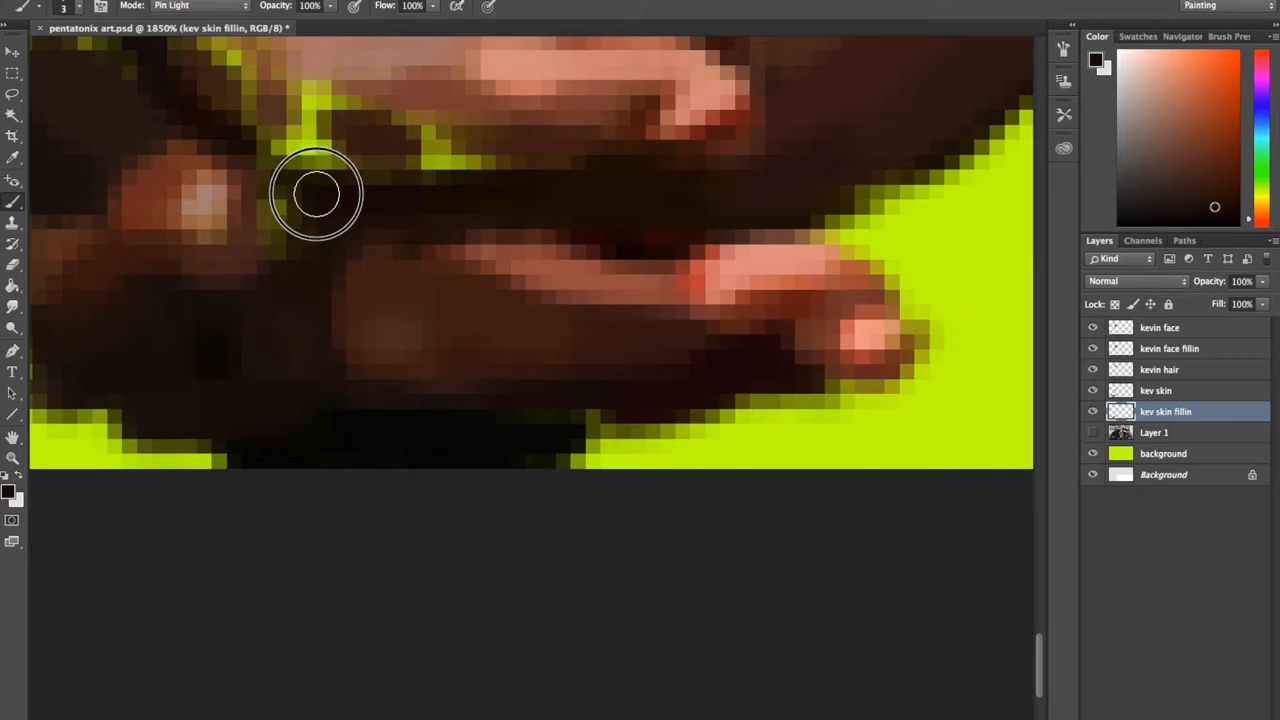 3 Mode: Pin Light Opacity: 100% Flow: 100% Painting
× pentatonix art.psd @ 1850% (kev skin fillin, RGB/8) *
Color Swatches Navigator Brush Pre:
Layers Channels Paths
Kind
Normal Opacity: 100%
Lock: Fill: 100%
kevin face
kevin face fillin
kevin hair
kev skin
kev skin fillin
Layer 1
background
Background